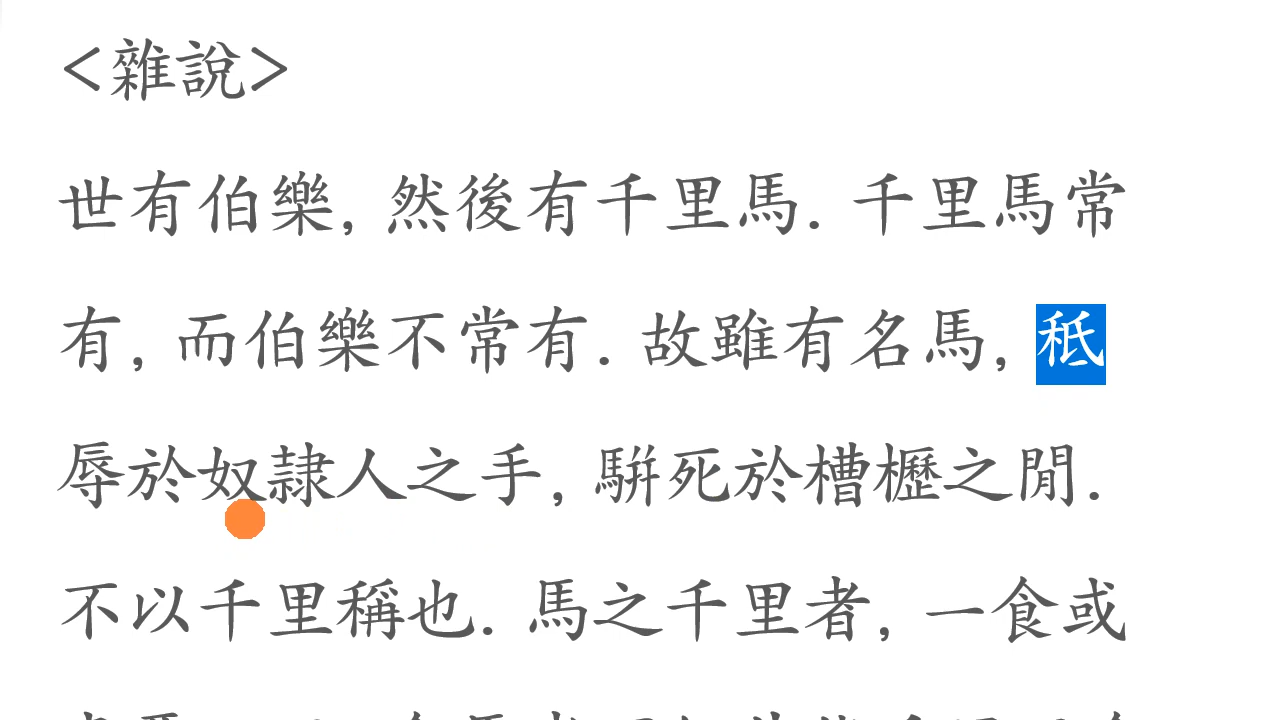 <雜說>
世有伯樂, 然後有千里馬. 千里馬常
有, 而伯樂不常有. 故雖有名馬, 秖
辱於奴隷人之手, 騈死於槽櫪之閒.
不以千里稱也. 馬之千里者, 一食或